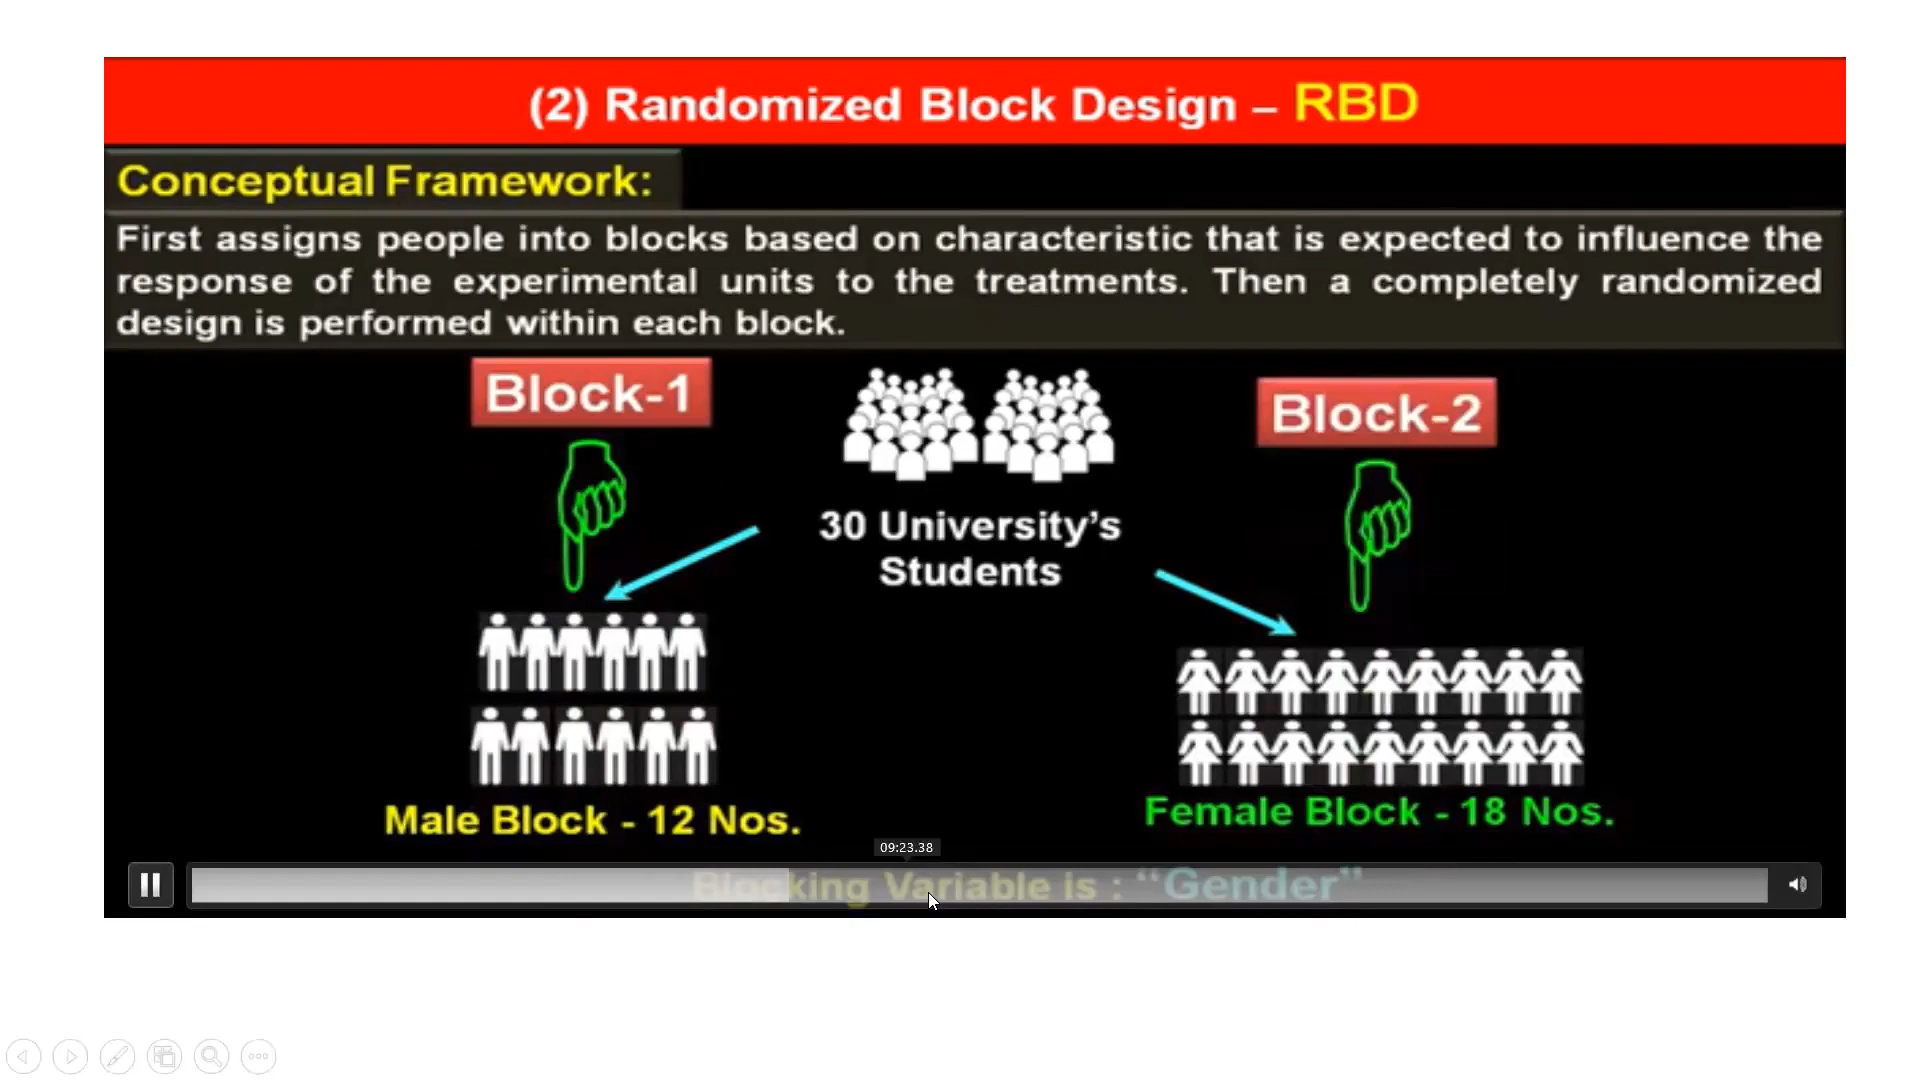 (2) Randomized Block Design – RBD
Conceptual Framework:
First assigns people into blocks based on characteristic that is expected to influence the
response of the experimental units to the treatments. Then a completely randomized
design is performed within each block.
Block-1
Block-2
30 University’s
Students
Male Block - 12 Nos.
Female Block - 18 Nos.
09:23.38
Blocking Variable is : “Gender”